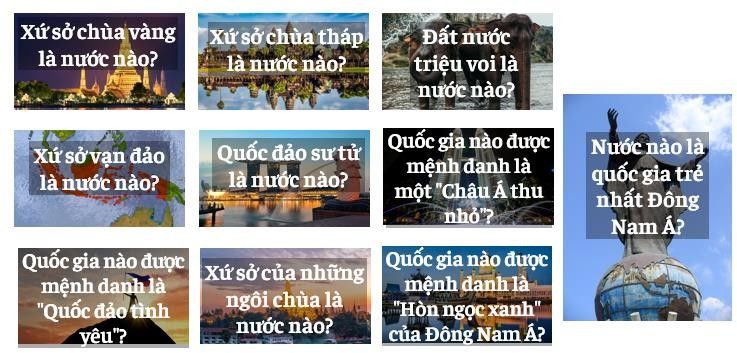 Xứ sở chùa vàng
là nước nào?
Xứ sở chùa tháp
là nước nào?
Đất nước
triệu voi là
nước nào?
Xứ sở vạn đảo
là nước nào?
Quốc đảo sư tử
là nước nào?
Quốc gia nào được
mệnh danh là
một "Châu Á thu
nhỏ"?
Nước nào là
quốc gia trẻ
nhất Đông
Nam Á?
Quốc gia nào được
mệnh danh là
"Quốc đảo tình
yêu"?
Xứ sở của những
ngôi chùa là
nước nào?
Quốc gia nào được
mệnh danh là
"Hòn ngọc xanh"
của Đông Nam Á?